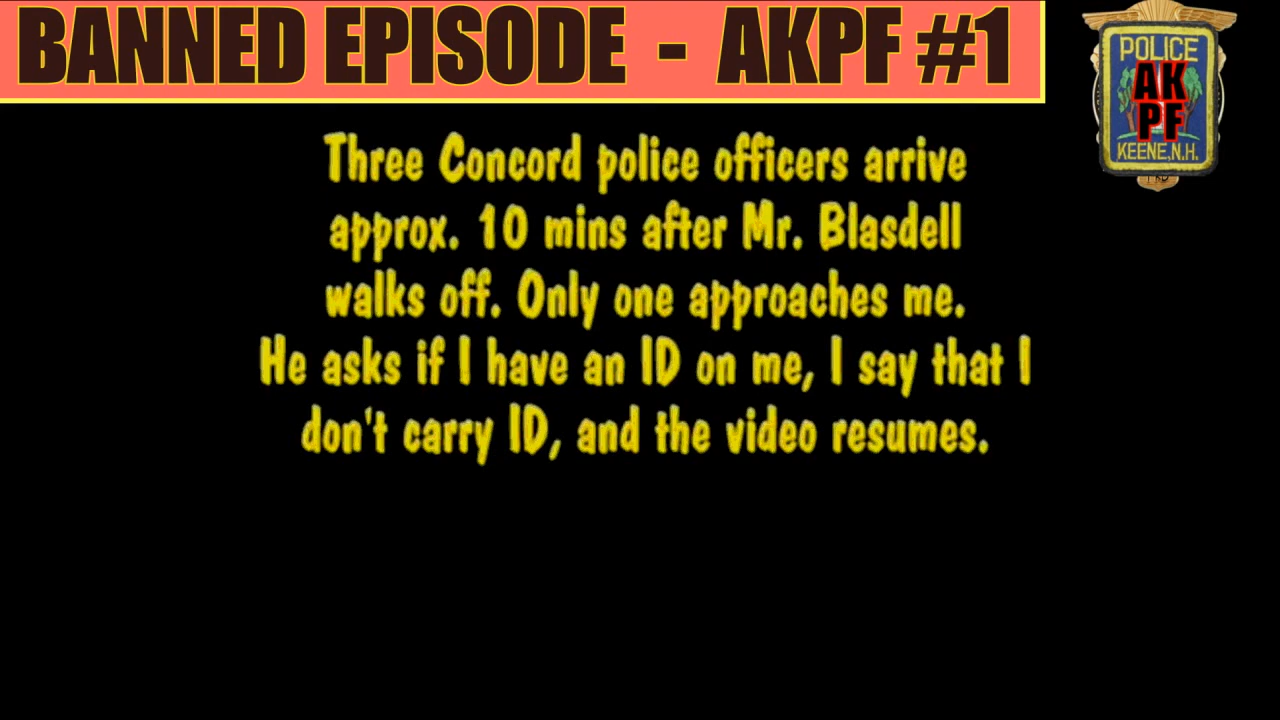 BANNED EPISODE - AKPF #1
POLICE
AK
PF
KEENE, N.H.
Three Concord police officers arrive
approx. 10 mins after Mr. Blasdell
walks off. Only one approaches me.
He asks if I have an ID on me, I say that I
don't carry ID, and the video resumes.